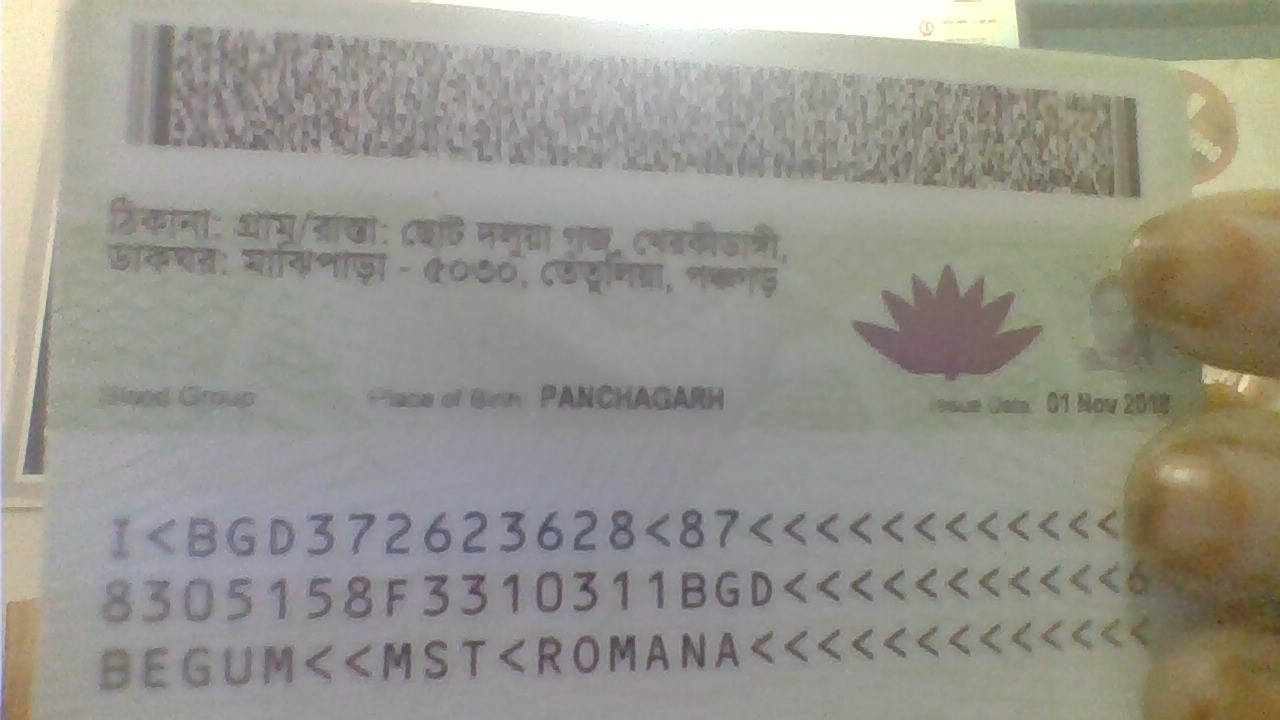 ঠিকানা: গ্রাম/রাস্তা: ছোট দলুয়া গুচ্ছ, খেরকীডাঙ্গী,
ডাকঘর: মাঝিপাড়া - ৫০৩০, তেতুলিয়া, পঞ্চগড়
Blood Group Place of Birth PANCHAGARH Issue Date 01 Nov 2018
I<BGD372623628<87<<<<<<<<<<<<<
8305158F3310311BGD<<<<<<<<<<<6
BEGUM<<MST<ROMANA<<<<<<<<<<<<<